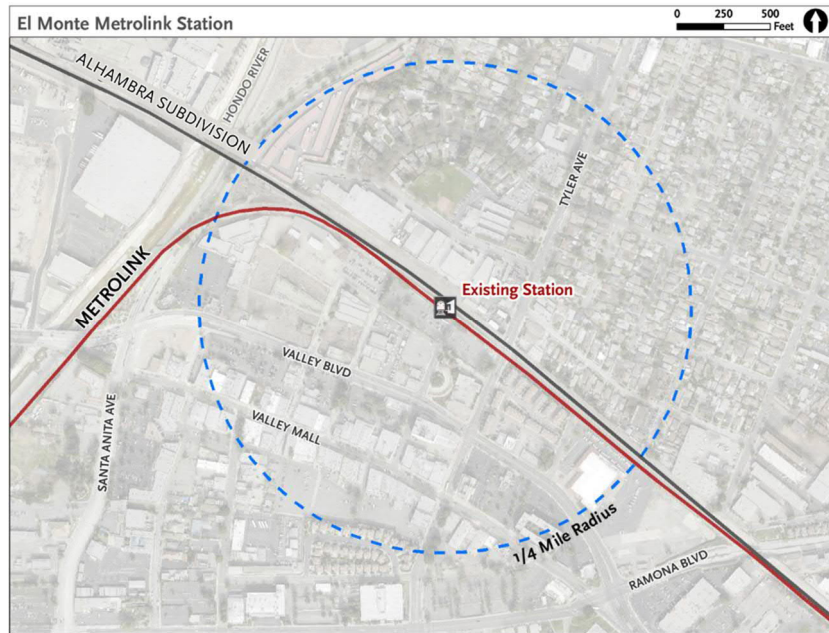 El Monte Metrolink Station
0 250 500
Feet
ALHAMBRA SUBDIVISION
HONDO RIVER
TYLER AVE
METROLINK
Existing Station
VALLEY BLVD
VALLEY MALL
SANTA ANITA AVE
1/4 Mile Radius
RAMONA BLVD